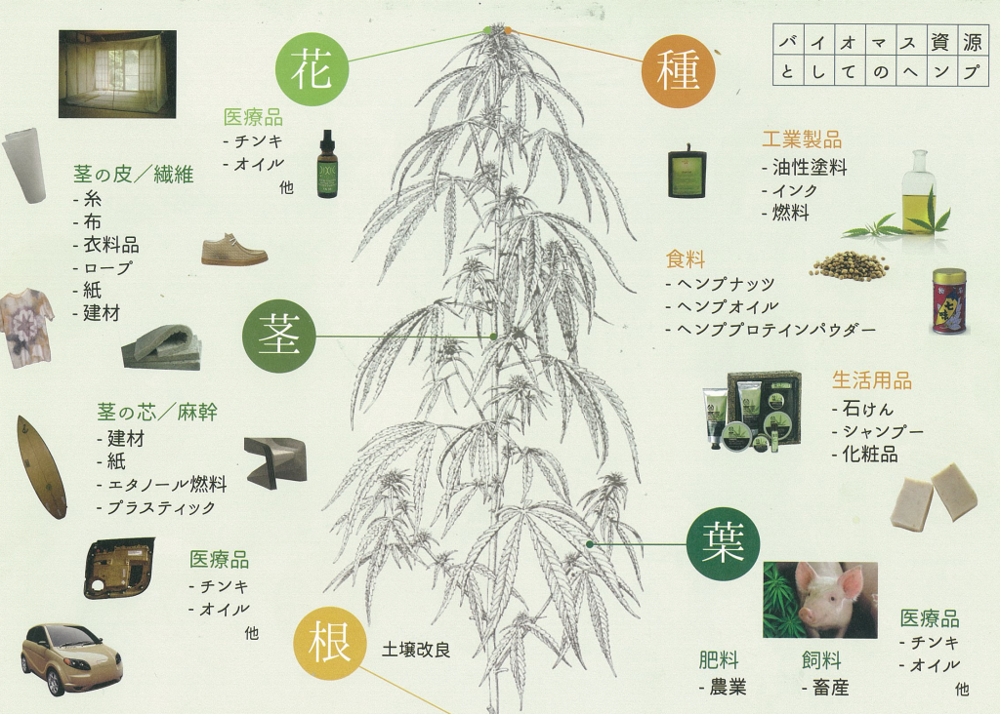 バイオマス資源
としてのヘンプ
花
医療品
- チンキ
- オイル
他
種
工業製品
- 油性塗料
- インク
- 燃料
食料
- ヘンプナッツ
- ヘンプオイル
- ヘンププロテインパウダー
七味
生活用品
- 石けん
- シャンプー
- 化粧品
茎
茎の皮／繊維
- 糸
- 布
- 衣料品
- ロープ
- 紙
- 建材
茎の芯／麻幹
- 建材
- 紙
- エタノール燃料
- プラスティック
医療品
- チンキ
- オイル
他
葉
肥料
- 農業
飼料
- 畜産
医療品
- チンキ
- オイル
他
根
土壌改良